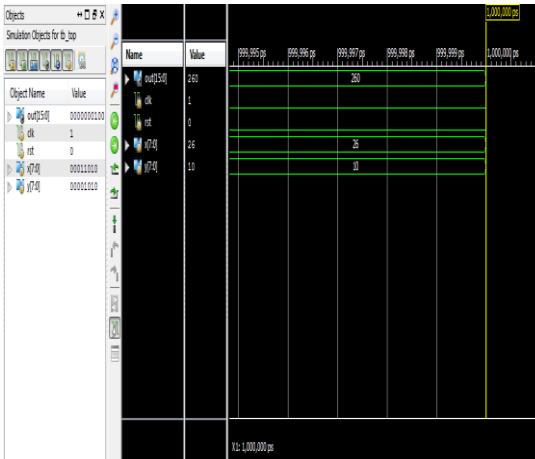 Objects
Simulation Objects for tb_top
Object Name Value
out[15:0] 0000000100
clk 1
rst 0
x[7:0] 00011010
y[7:0] 00001010
Name Value
out[15:0] 260
clk 1
rst 0
x[7:0] 26
y[7:0] 10
1,000,000 ps
999,995 ps 999,996 ps 999,997 ps 999,998 ps 999,999 ps 1,000,000 ps
260
26
10
X1: 1,000,000 ps